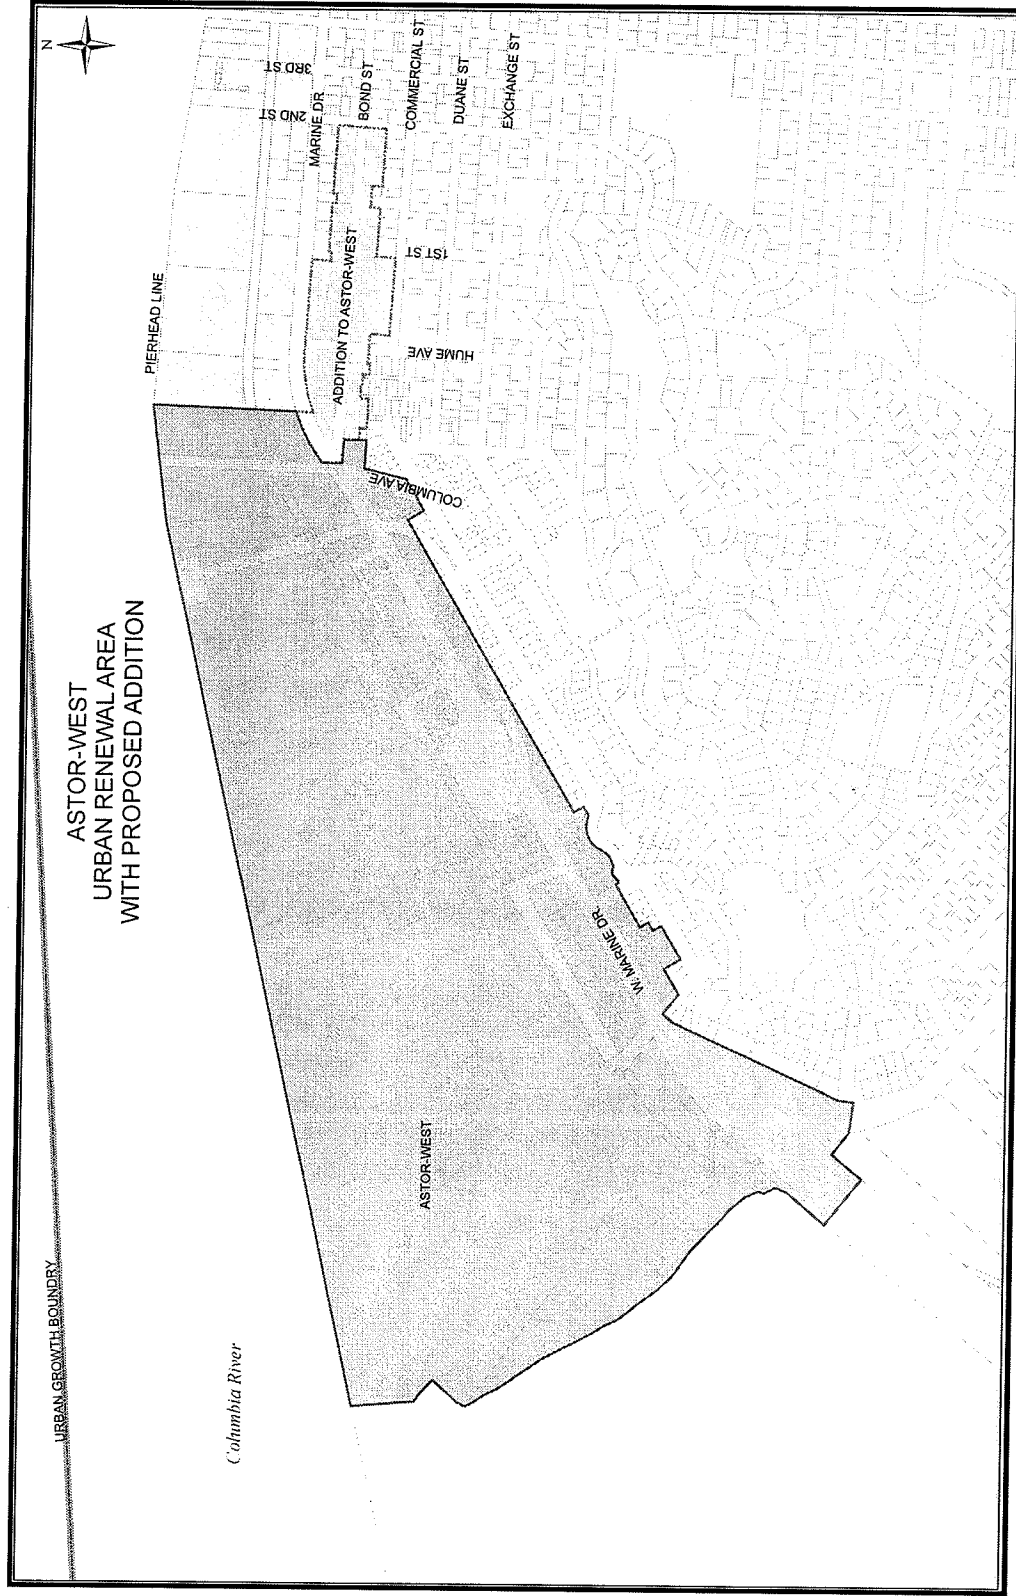 ASTOR-WEST
URBAN RENEWAL AREA
WITH PROPOSED ADDITION
N
URBAN GROWTH BOUNDRY
Columbia River
PIERHEAD LINE
3RD ST
2ND ST
MARINE DR
BOND ST
COMMERCIAL ST
DUANE ST
EXCHANGE ST
1ST ST
ADDITION TO ASTOR-WEST
HUME AVE
COLUMBIA AVE
COLUMBIA
W. MARINE DR.
ASTOR-WEST